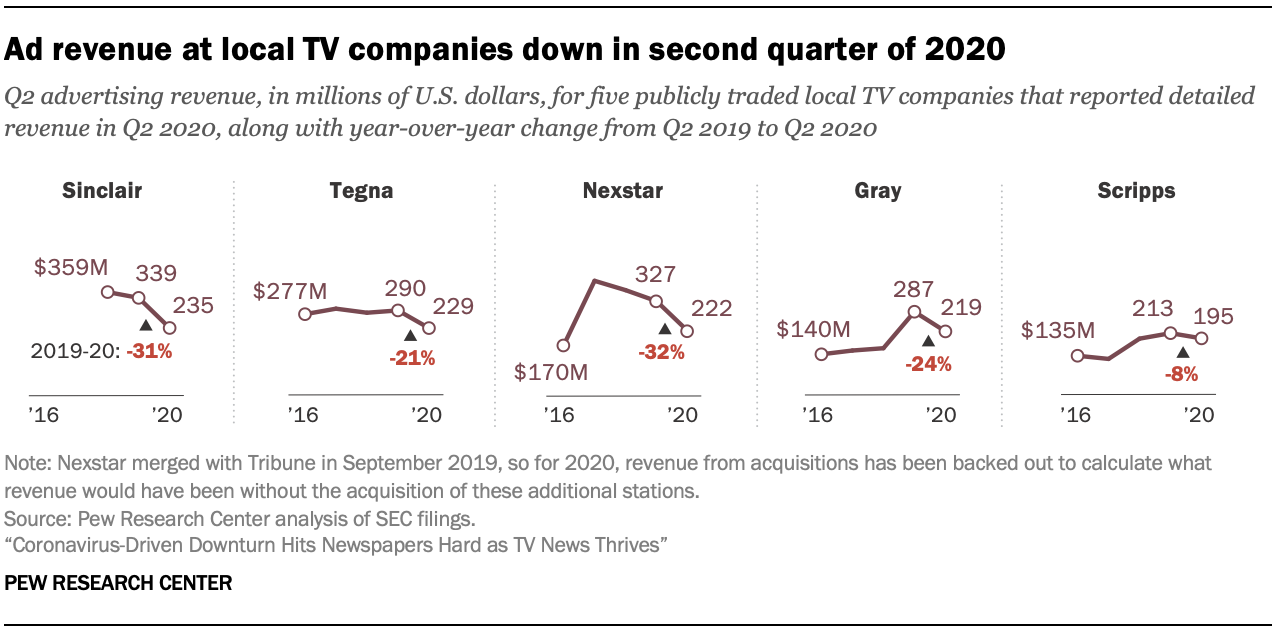 Ad revenue at local TV companies down in second quarter of 2020
Q2 advertising revenue, in millions of U.S. dollars, for five publicly traded local TV companies that reported detailed
revenue in Q2 2020, along with year-over-year change from Q2 2019 to Q2 2020
Sinclair
$359M
339
235
2019-20: -31%
’16
’20
Tegna
$277M
290
229
-21%
’16
’20
Nexstar
$170M
327
222
-32%
’16
’20
Gray
$140M
287
219
-24%
’16
’20
Scripps
$135M
213
195
-8%
’16
’20
Note: Nexstar merged with Tribune in September 2019, so for 2020, revenue from acquisitions has been backed out to calculate what
revenue would have been without the acquisition of these additional stations.
Source: Pew Research Center analysis of SEC filings.
“Coronavirus-Driven Downturn Hits Newspapers Hard as TV News Thrives”
PEW RESEARCH CENTER